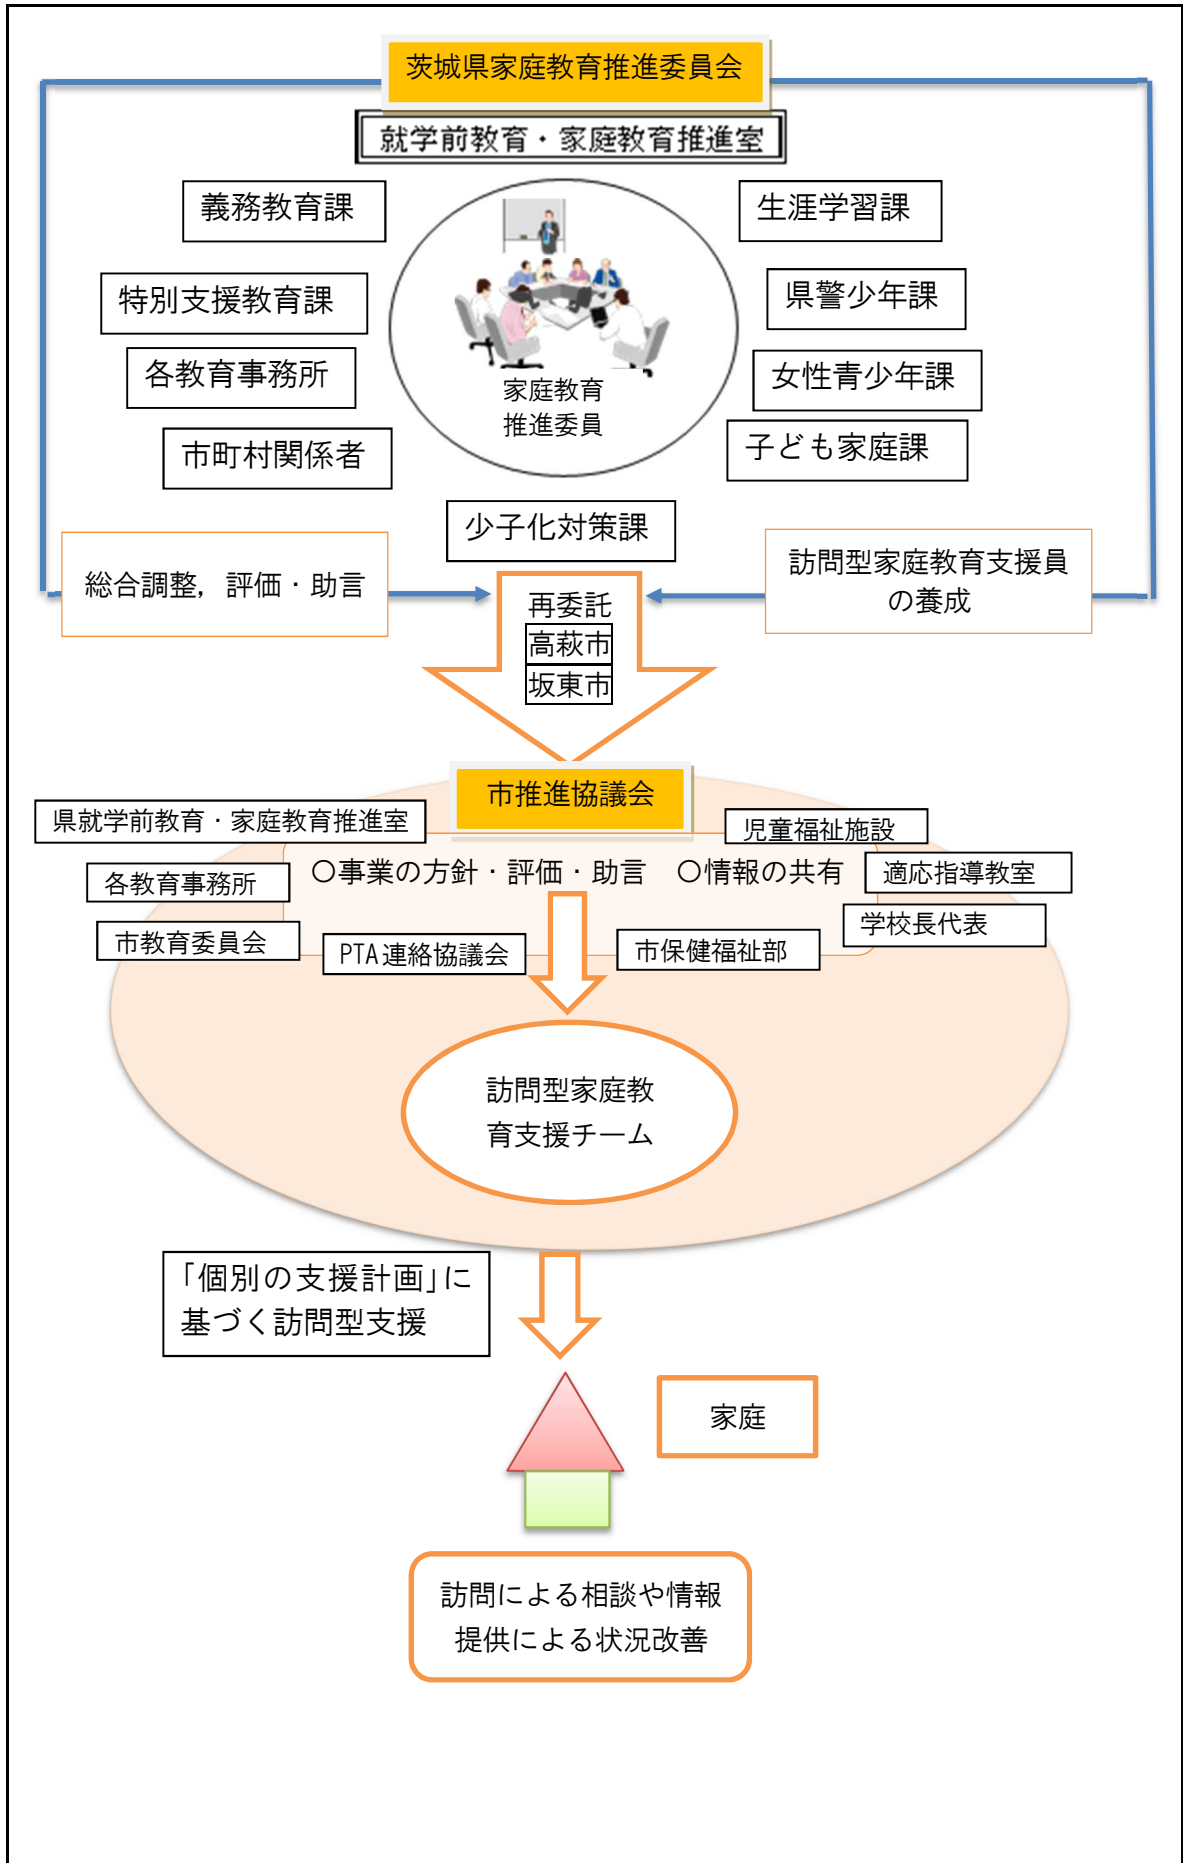 茨城県家庭教育推進委員会
就学前教育・家庭教育推進室
義務教育課
生涯学習課
特別支援教育課
県警少年課
各教育事務所
女性青少年課
家庭教育
推進委員
市町村関係者
子ども家庭課
少子化対策課
総合調整，評価・助言
訪問型家庭教育支援員
の養成
再委託
高萩市
坂東市
市推進協議会
県就学前教育・家庭教育推進室
児童福祉施設
各教育事務所
〇事業の方針・評価・助言　〇情報の共有
適応指導教室
市教育委員会
学校長代表
PTA連絡協議会
市保健福祉部
訪問型家庭教
育支援チーム
「個別の支援計画」に
基づく訪問型支援
家庭
訪問による相談や情報
提供による状況改善